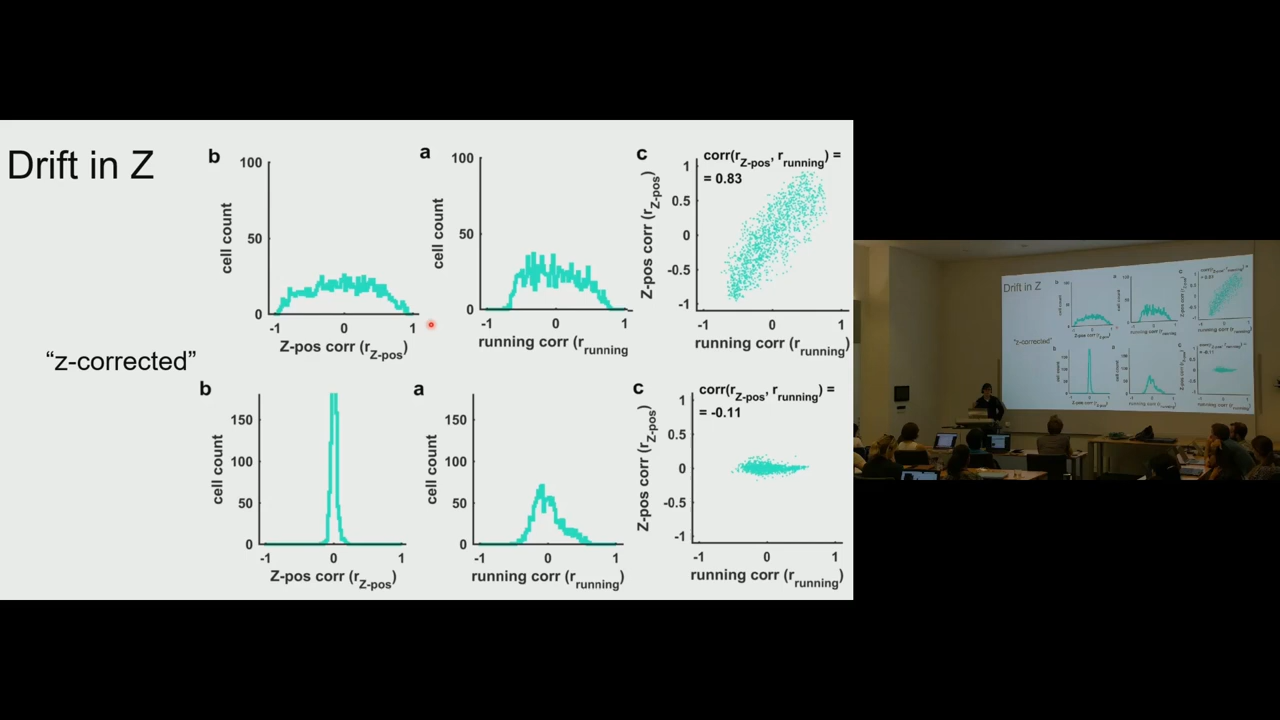 Drift in Z
b
100
50
0
cell count
-1 0 1
Z-pos corr (rZ-pos)
a
100
50
0
cell count
-1 0 1
running corr (rrunning
c
corr(rZ-pos, rrunning) =
= 0.83
1
0.5
0
-0.5
-1
Z-pos corr (rZ-pos)
-1 0 1
running corr (rrunning)
“z-corrected”
b
150
100
50
0
cell count
-1 0 1
Z-pos corr (rZ-pos)
a
150
100
50
0
cell count
-1 0 1
running corr (rrunning)
c
corr(rZ-pos, rrunning) =
= -0.11
1
0.5
0
-0.5
-1
Z-pos corr (rZ-pos)
-1 0 1
running corr (rrunning)
Drift in Z
“z-corrected”